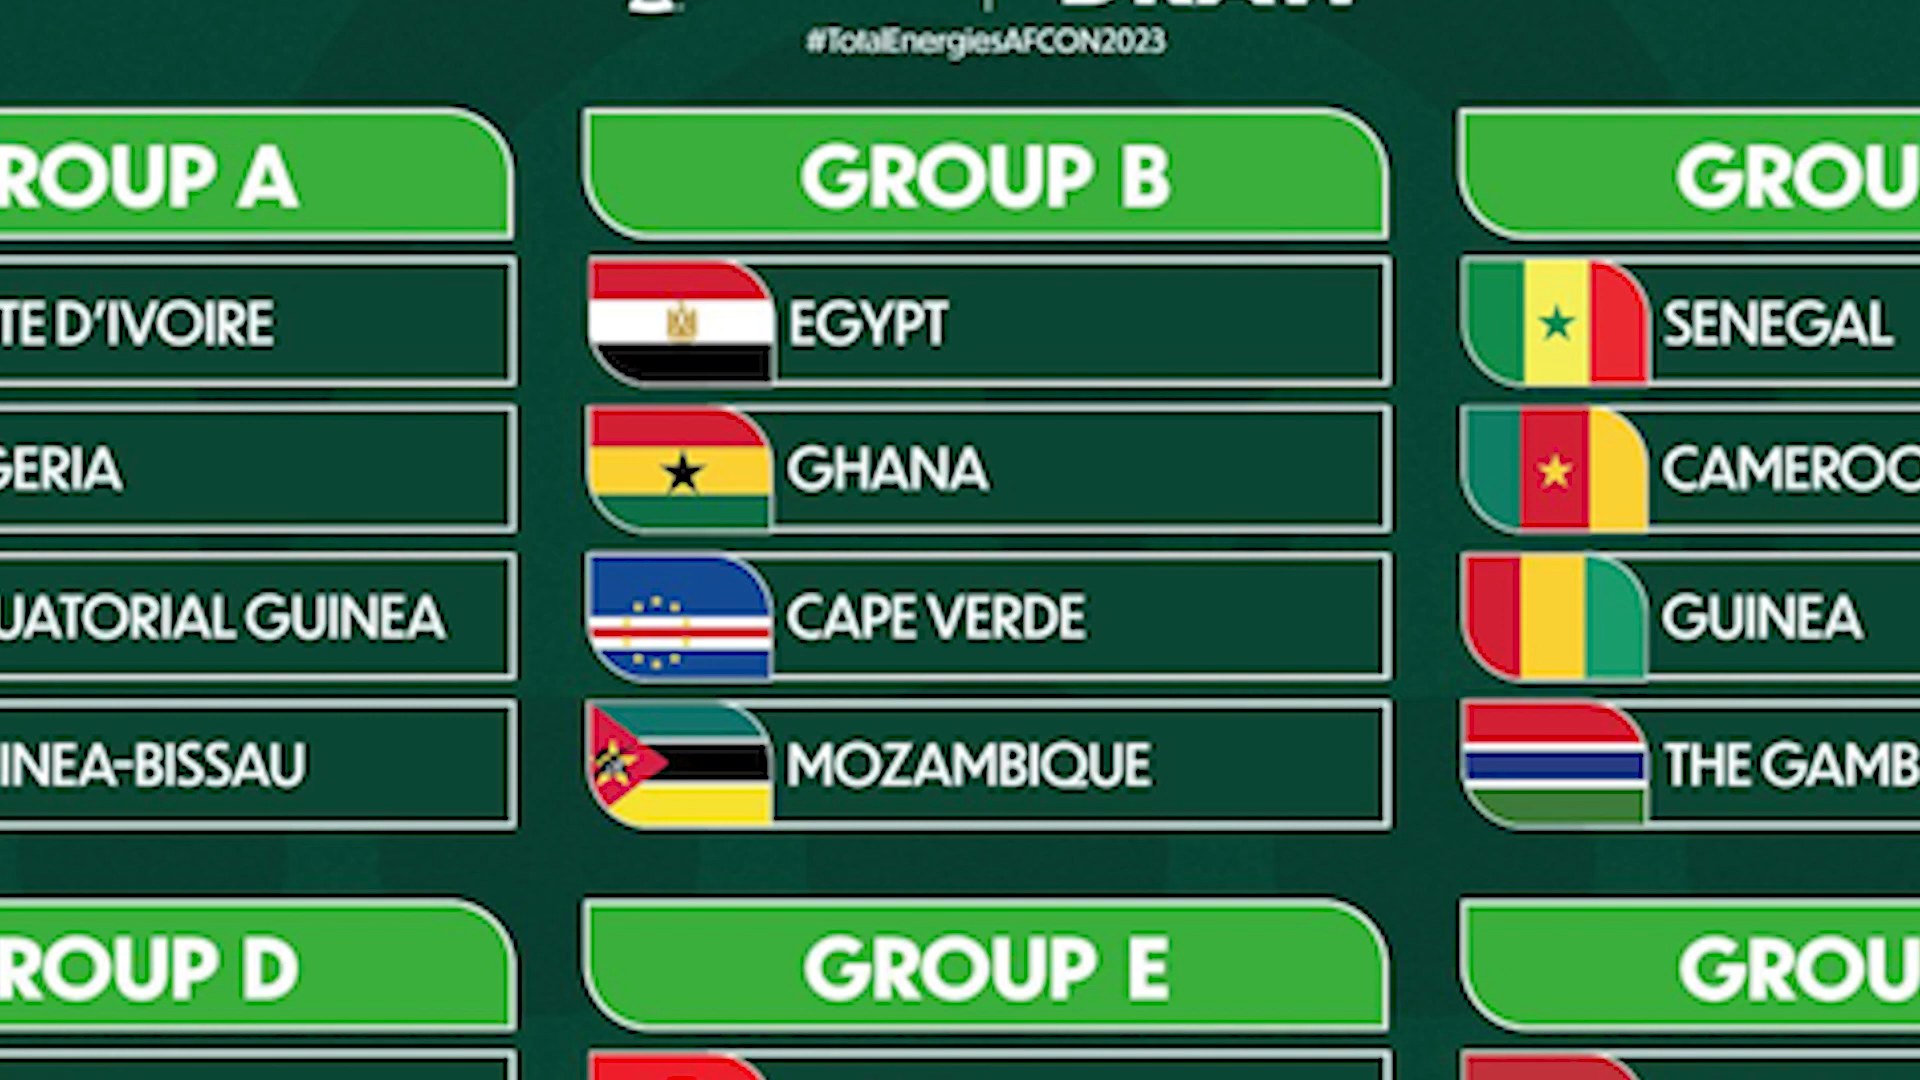 DRAW
#TotalEnergiesAFCON2023
ROUP A
GROUP B
GROU
TE D'IVOIRE
EGYPT
SENEGAL
GERIA
GHANA
CAMEROO
UATORIAL GUINEA
CAPE VERDE
GUINEA
INEA-BISSAU
MOZAMBIQUE
THE GAMB
ROUP D
GROUP E
GROU